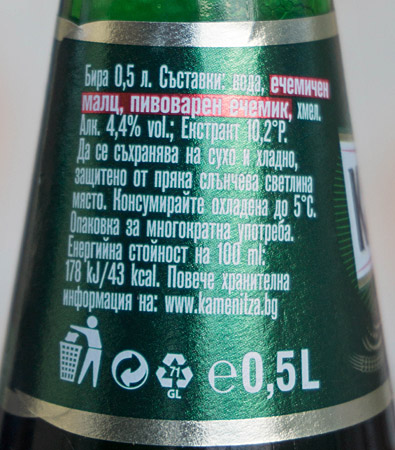 Бира 0,5 л. Съставки: вода, ечемичен
малц, пивоварен ечемик, хмел.
Алк. 4,4% vol.; Екстракт 10,2°P.
Да се съхранява на сухо и хладно,
защитено от пряка слънчева светлина
място. Консумирайте охладена до 5°C.
Опаковка за многократна употреба.
Енергийна стойност на 100 ml:
178 kJ/43 kcal. Повече хранителна
информация на: www.kamenitza.bg
71
GL
e0,5L